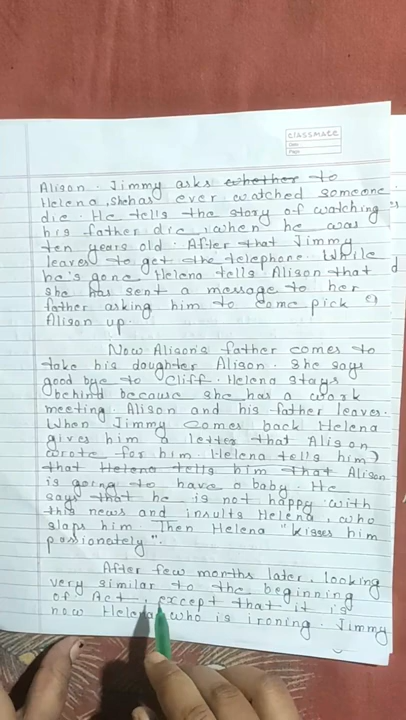 classmate
Date
Page
Alison. Jimmy asks whether to
Helena, shehas ever watched someone
die. He tells the story of watching
his father die, when he was
ten years old. After that Jimmy
leaves to get the telephone. While
he's gone Helena tells Alison that
she has sent a message to her
father asking him to come pick
Alison up.
Now Alison's father comes to
take his daughter Alison. She says
good bye to Cliff. Helena stays
behind because she has a work
meeting. Alison and his father leaves.
When Jimmy comes back Helena
gives him a letter that Alison
wrote for him. Helena tells him
that Helena tells him that Alison
is going to have a baby. He
says that he is not happy with
this news and insults Helena, who
slaps him Then Helena "kisses him
passionately".
After few months later, looking
very similar to the beginning
of Act , except that it is
now Helena who is ironing. Jimmy